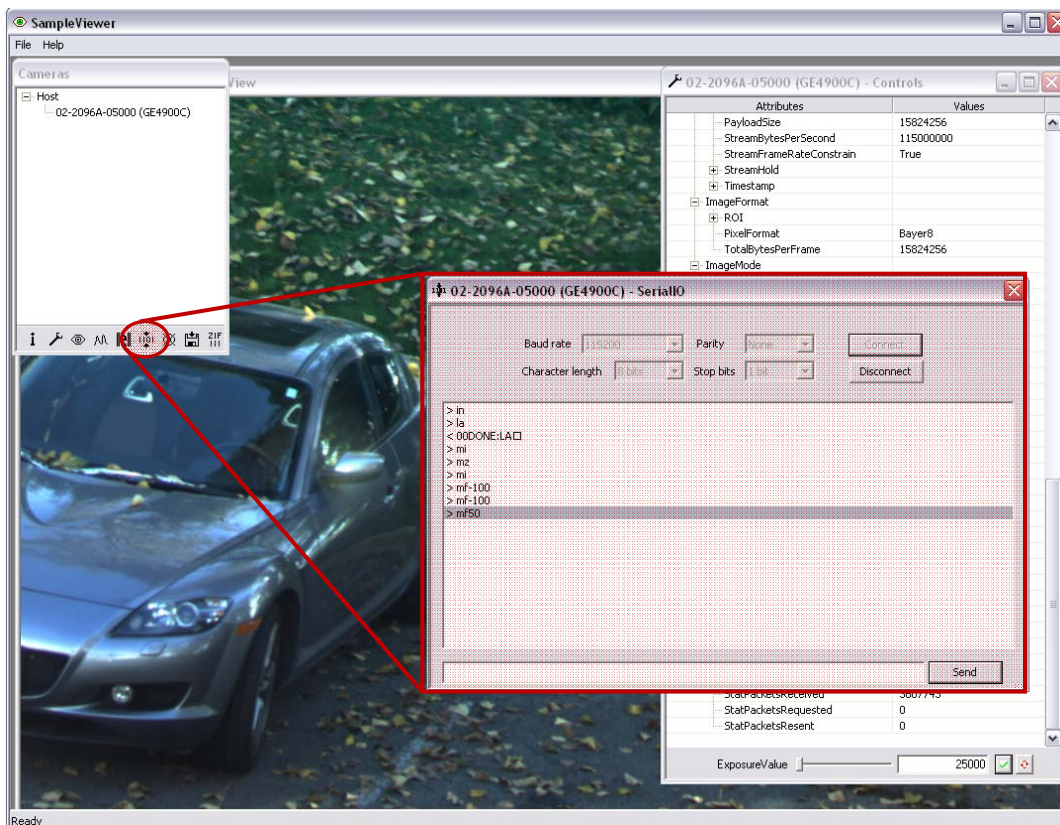 SampleViewer
File Help
Cameras
Host
02-2096A-05000 (GE4900C)
View
02-2096A-05000 (GE4900C) - Controls
Attributes Values
PayloadSize 15824256
StreamBytesPerSecond 115000000
StreamFrameRateConstrain True
StreamHold
Timestamp
ImageFormat
ROI
PixelFormat Bayer8
TotalBytesPerFrame 15824256
ImageMode
02-2096A-05000 (GE4900C) - SerialIO
Baud rate 115200 Parity None Connect
Character length 8 bits Stop bits 1 bit Disconnect
> in
> la
< 00DONE:LA□
> mi
> mz
> mi
> mf-100
> mf-100
> mf50
Send
StatPacketsReceived 3807743
StatPacketsRequested 0
StatPacketsResent 0
ExposureValue 25000
Ready